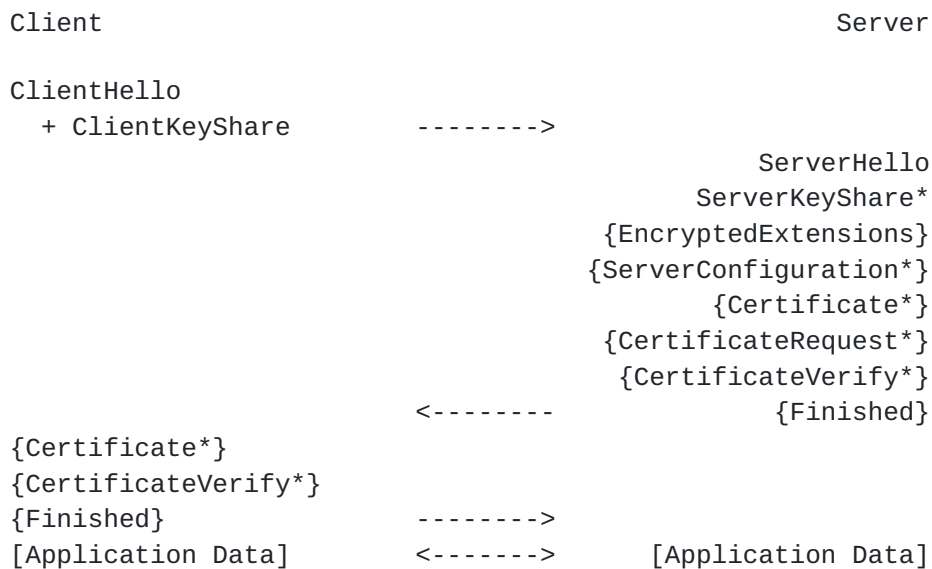 Client                                               Server

ClientHello
  + ClientKeyShare        -------->
                                                ServerHello
                                            ServerKeyShare*
                                      {EncryptedExtensions}
                                     {ServerConfiguration*}
                                             {Certificate*}
                                      {CertificateRequest*}
                                       {CertificateVerify*}
                          <--------              {Finished}
{Certificate*}
{CertificateVerify*}
{Finished}                -------->
[Application Data]        <------->      [Application Data]